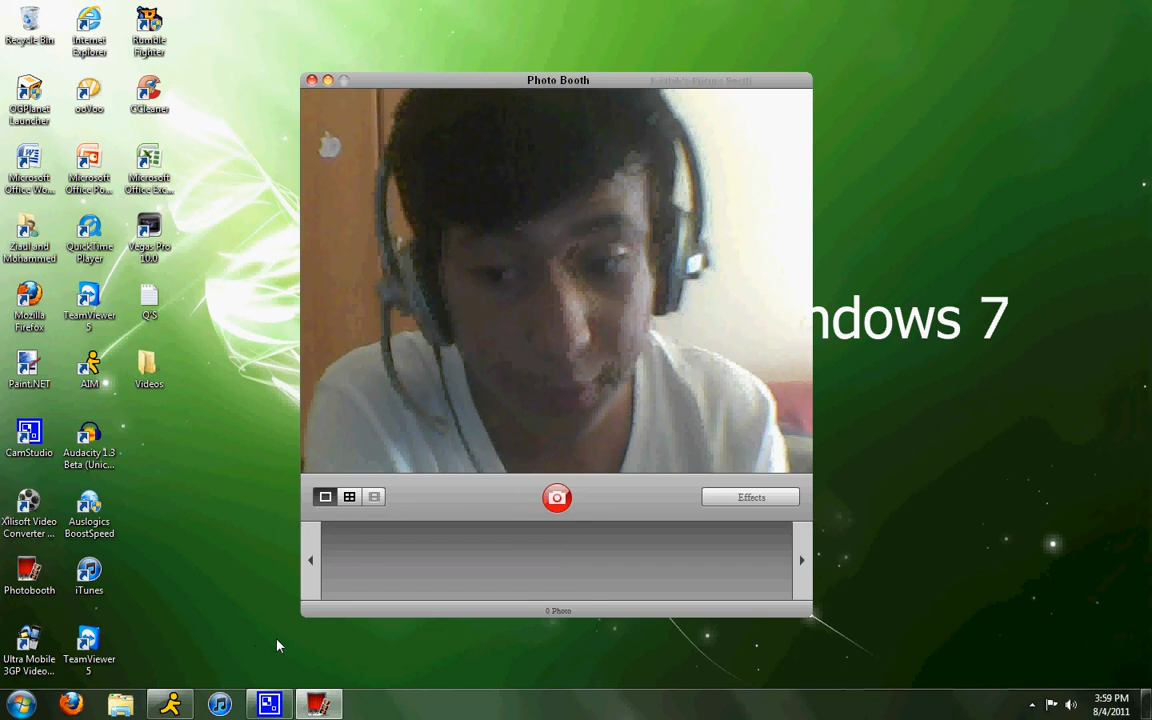 Recycle Bin
Internet
Explorer
Rumble
Fighter
OGPlanet
Launcher
ooVoo
CCleaner
Microsoft
Office Wo...
Microsoft
Office Po...
Microsoft
Office Exc...
Ziaul and
Mohammed
QuickTime
Player
Vegas Pro
10.0
Mozilla
Firefox
TeamViewer
5
Q'S
Paint.NET
AIM
Videos
CamStudio
Audacity 1.3
Beta (Unic...
Xilisoft Video
Converter ...
Auslogics
BoostSpeed
Photobooth
iTunes
Ultra Mobile
3GP Video...
TeamViewer
5
Photo Booth
ndows 7
Effects
0 Photo
3:59 PM
8/4/2011